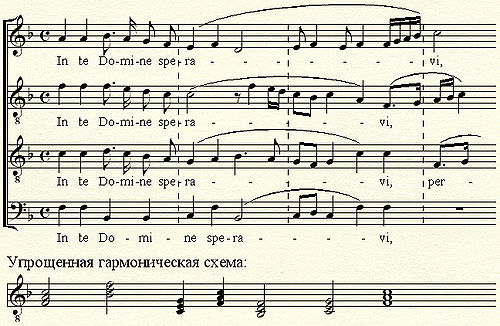 In te Do-mi-ne spe-ra - - - - vi,
In te Do-mi-ne spe-ra - - - - vi,
In te Do-mi-ne spe-ra - - - - vi, per-
In te Do - mi - ne spe-ra - - - vi,
Упрощенная гармоническая схема: